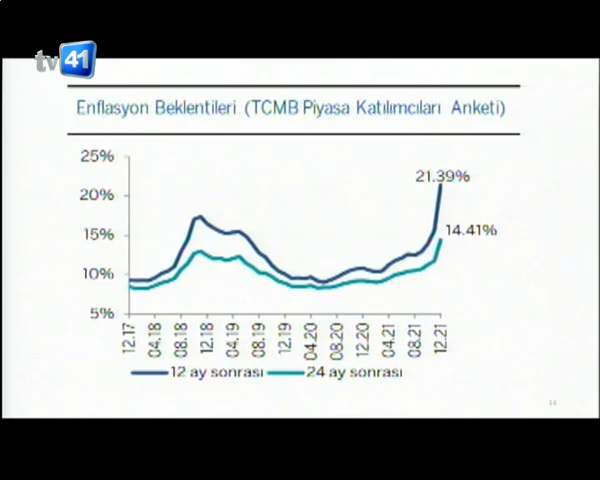 tv41
Enflasyon Beklentileri (TCMB Piyasa Katılımcıları Anketi)
25%
20%
15%
10%
5%
21.39%
14.41%
12.17 04.18 08.18 12.18 04.19 08.19 12.19 04.20 08.20 12.20 04.21 08.21 12.21
12 ay sonrası 24 ay sonrası